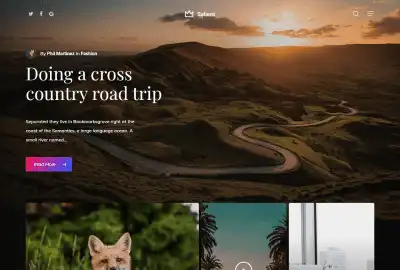 Salient
By Phil Martinez in Fashion
Doing a cross
country road trip
Separated they live in Bookmarksgrove right at the
coast of the Semantics, a large language ocean. A
small river named...
Read More